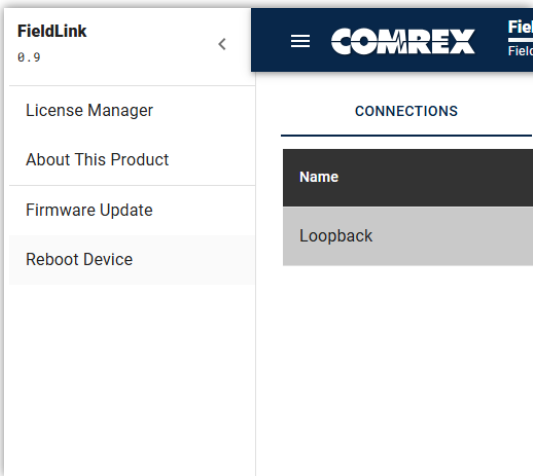 FieldLink
0.9
License Manager
About This Product
Firmware Update
Reboot Device
COMREX
CONNECTIONS
Name
Loopback